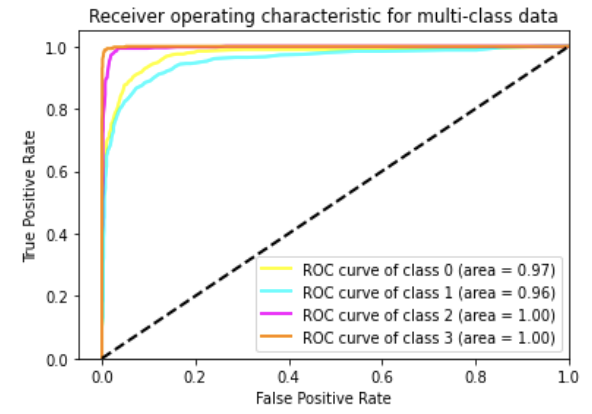 Receiver operating characteristic for multi-class data
True Positive Rate
1.0
0.8
0.6
0.4
0.2
0.0
ROC curve of class 0 (area = 0.97)
ROC curve of class 1 (area = 0.96)
ROC curve of class 2 (area = 1.00)
ROC curve of class 3 (area = 1.00)
0.0 0.2 0.4 0.6 0.8 1.0
False Positive Rate